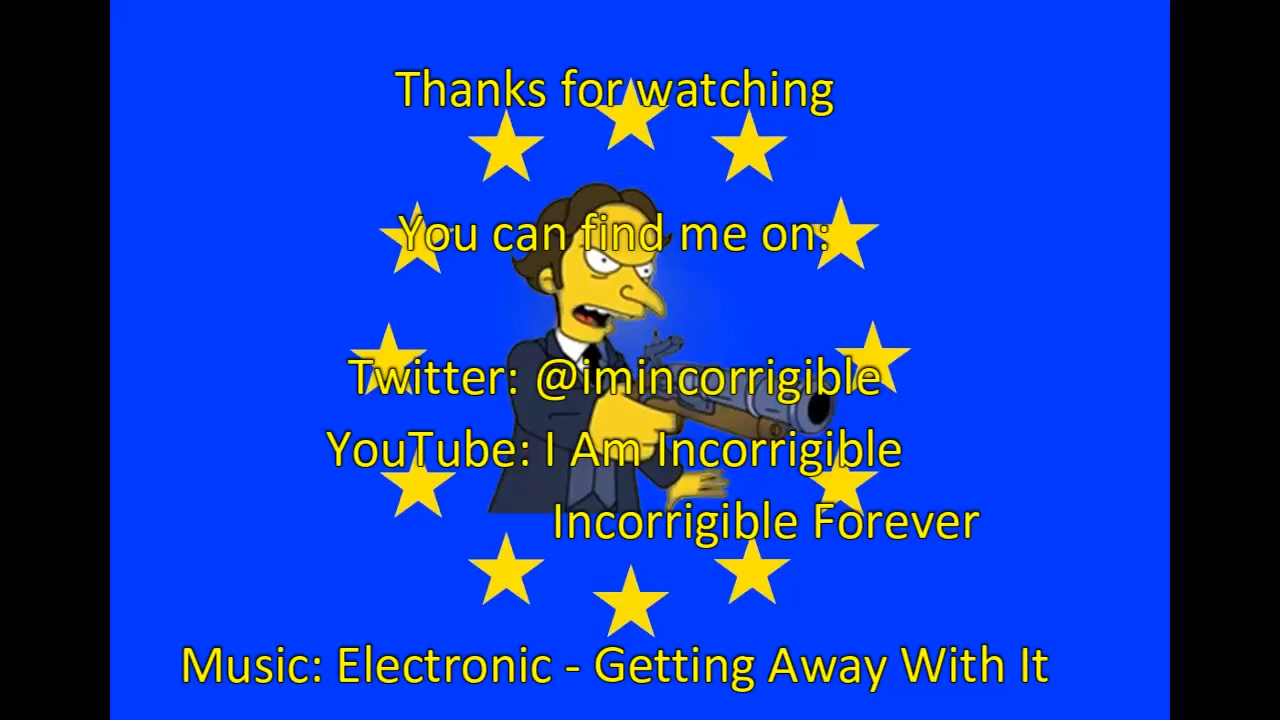 Thanks for watching
You can find me on:
Twitter: @imincorrigible
YouTube: I Am Incorrigible
Incorrigible Forever
Music: Electronic - Getting Away With It